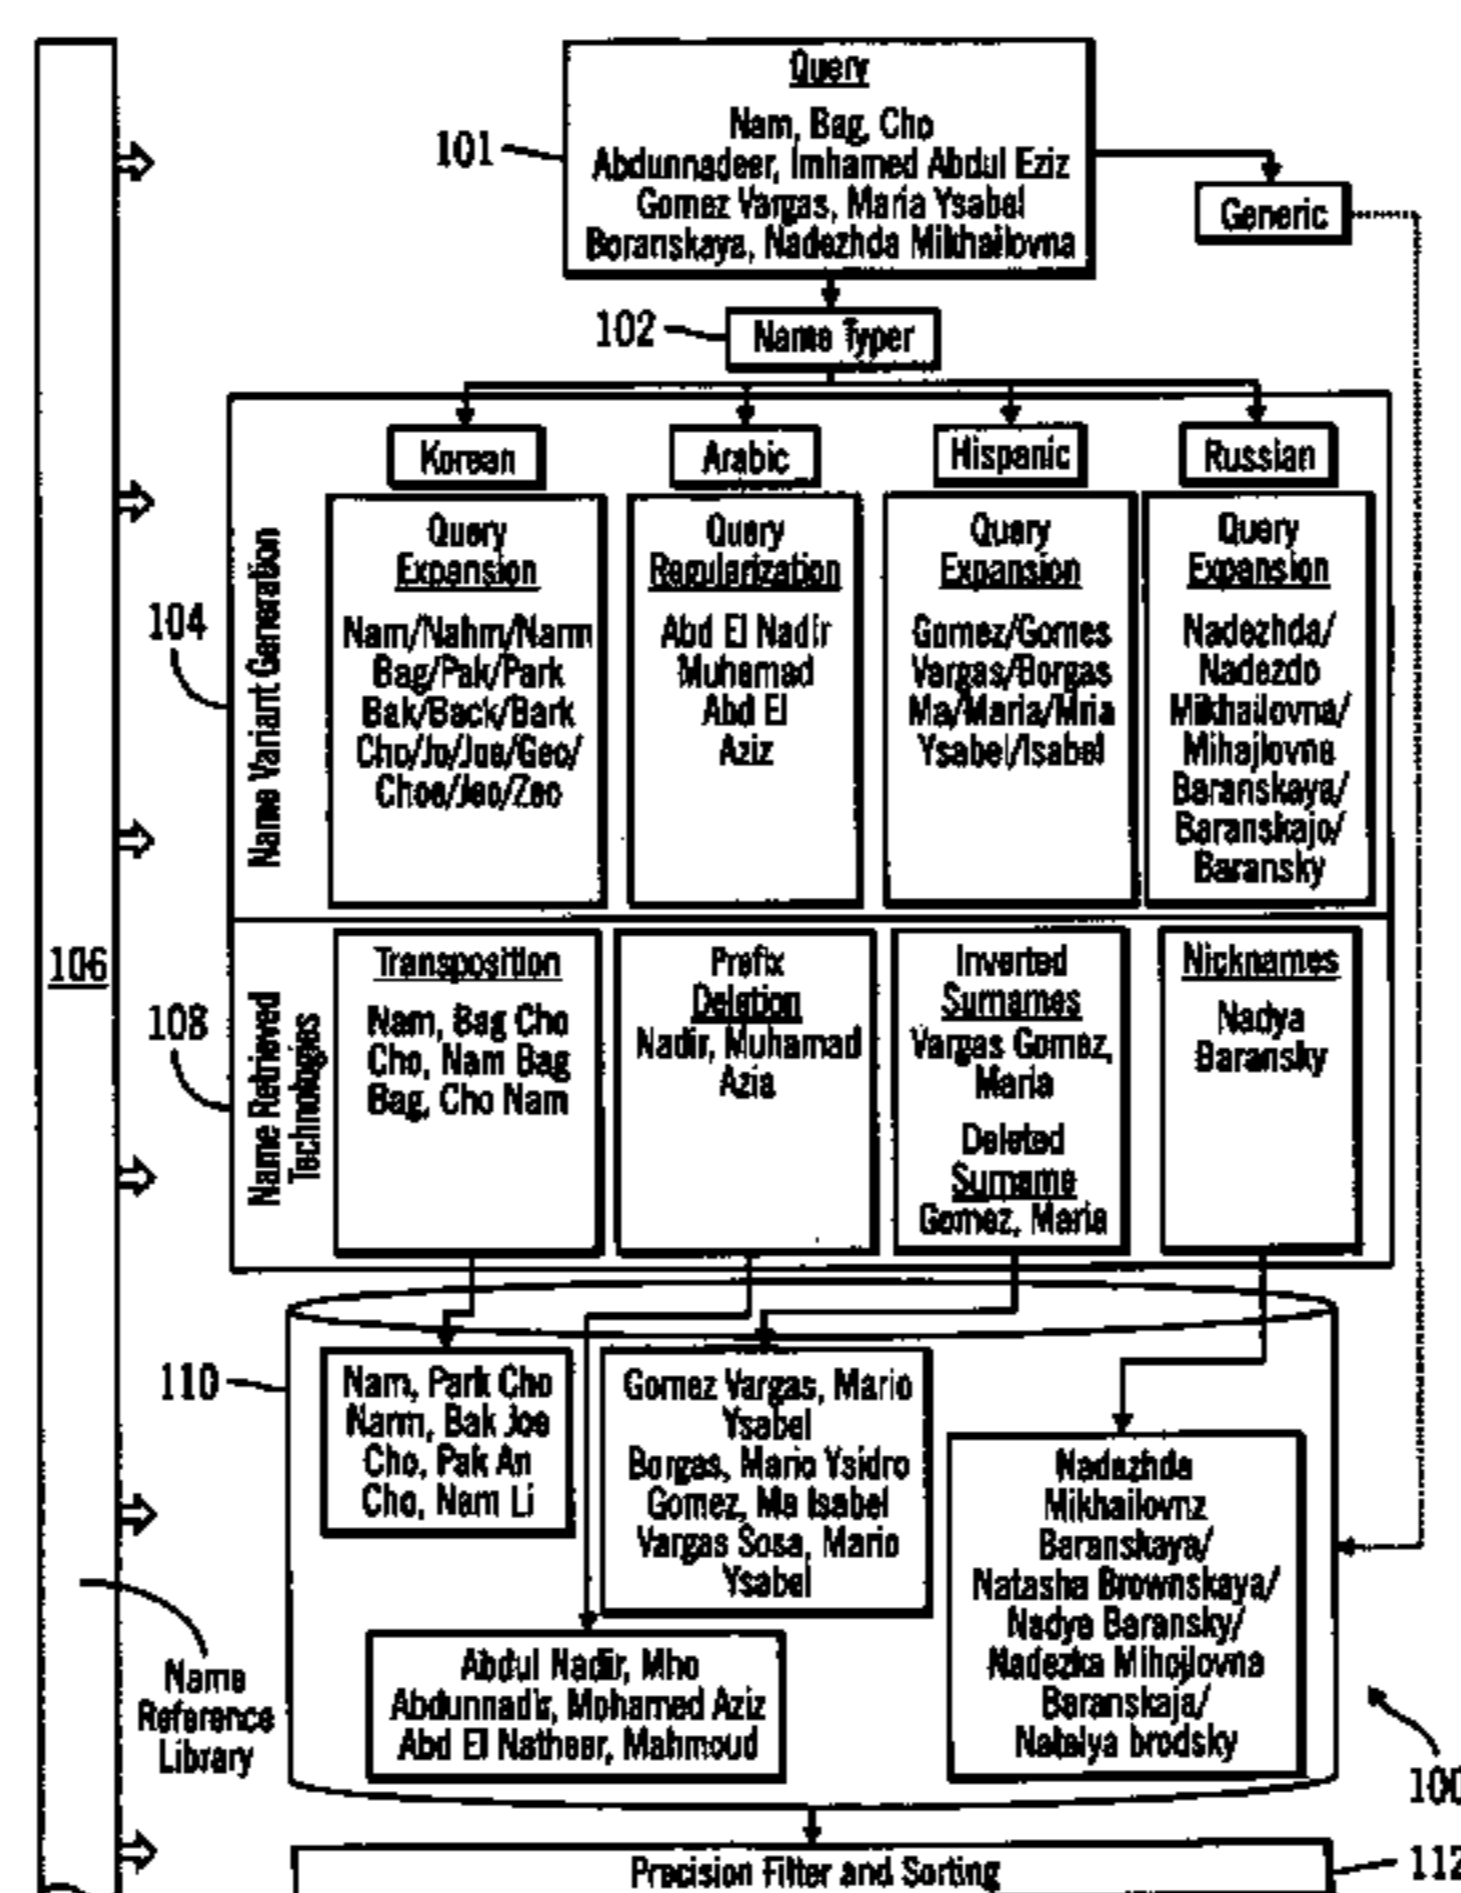 Query
Nam, Bag, Cho
101
Abdunnadeer, Imhamed Abdul Eziz
Gomez Vargas, Maria Ysabel
Boranskaya, Nadezhda Mikhailovna
Generic
102
Name Typer
Korean
Arabic
Hispanic
Russian
104
Name Variant Generation
Query
Expansion
Nam/Nahm/Narm
Bag/Pak/Park
Bak/Back/Bark
Cho/Jo/Joe/Geo/
Choe/Jeo/Zeo
Query
Regularization
Abd El Nadir
Muhamad
Abd El
Aziz
Query
Expansion
Gomez/Gomes
Vargas/Borgas
Ma/Maria/Mria
Ysabel/Isabel
Query
Expansion
Nadezhda/
Nadezdo
Mikhailovna/
Mihajlovna
Baranskaya/
Baranskajo/
Baransky
106
108
Name Retrieved
Technologies
Transposition
Nam, Bag Cho
Cho, Nam Bag
Bag, Cho Nam
Prefix
Deletion
Nadir, Muhamad
Azia
Inverted
Surnames
Vargas Gomez,
Maria
Deleted
Surname
Gomez, Maria
Nicknames
Nadya
Baransky
110
Nam, Park Cho
Narm, Bak Joe
Cho, Pak An
Cho, Nam Li
Gomez Vargas, Mario
Ysabel
Borgas, Mario Ysidro
Gomez, Ma Isabel
Vargas Sosa, Mario
Ysabel
Nadezhda
Mikhailovnz
Baranskaya/
Natasha Brownskaya/
Nadya Baransky/
Nadezka Mihojlovna
Baranskaja/
Natalya brodsky
Abdul Nadir, Mho
Abdunnadir, Mohamed Aziz
Abd El Natheer, Mahmoud
Name
Reference
Library
100
Precision Filter and Sorting
112